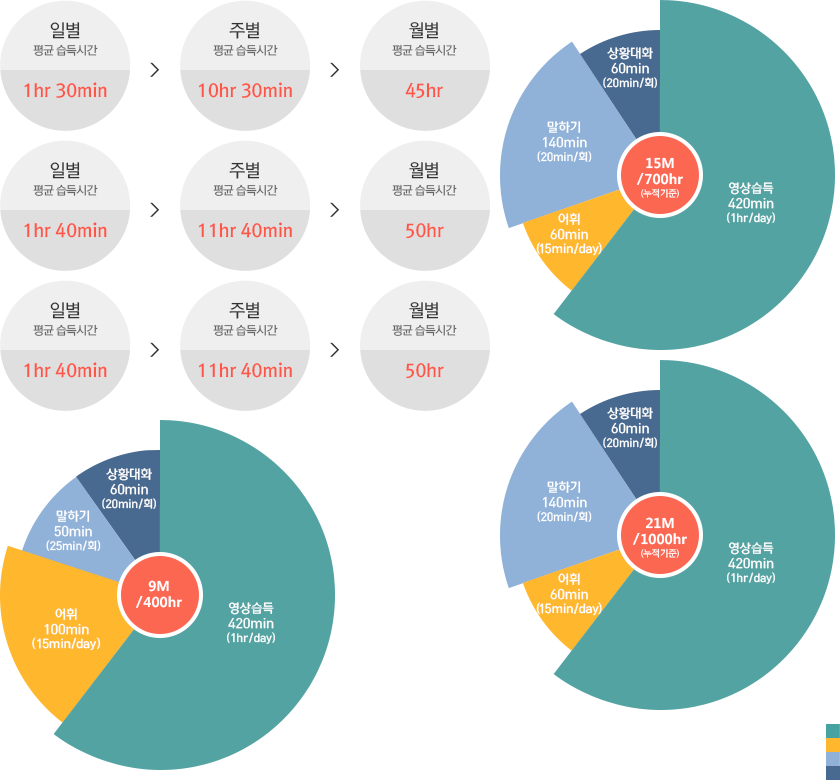 일별
평균 습득시간
1hr 30min
주별
평균 습득시간
10hr 30min
월별
평균 습득시간
45hr
일별
평균 습득시간
1hr 40min
주별
평균 습득시간
11hr 40min
월별
평균 습득시간
50hr
일별
평균 습득시간
1hr 40min
주별
평균 습득시간
11hr 40min
월별
평균 습득시간
50hr
상황대화
60min
(20min/회)
말하기
140min
(20min/회)
어휘
60min
(15min/day)
15M
/700hr
(누적기준)
영상습득
420min
(1hr/day)
상황대화
60min
(20min/회)
말하기
50min
(25min/회)
어휘
100min
(15min/day)
9M
/400hr
영상습득
420min
(1hr/day)
상황대화
60min
(20min/회)
말하기
140min
(20min/회)
어휘
60min
(15min/day)
21M
/1000hr
(누적기준)
영상습득
420min
(1hr/day)